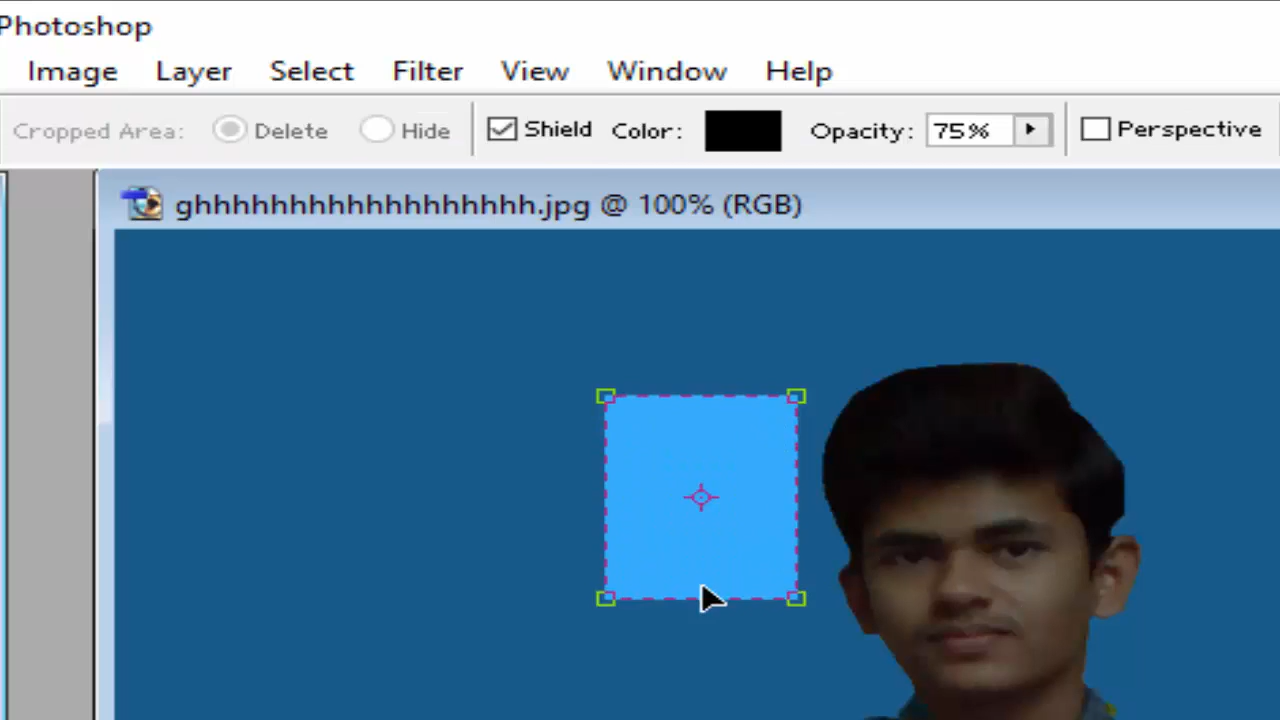 Photoshop
Image Layer Select Filter View Window Help
Cropped Area: Delete Hide Shield Color: Opacity: 75% Perspective
ghhhhhhhhhhhhhhhhhh.jpg @ 100% (RGB)